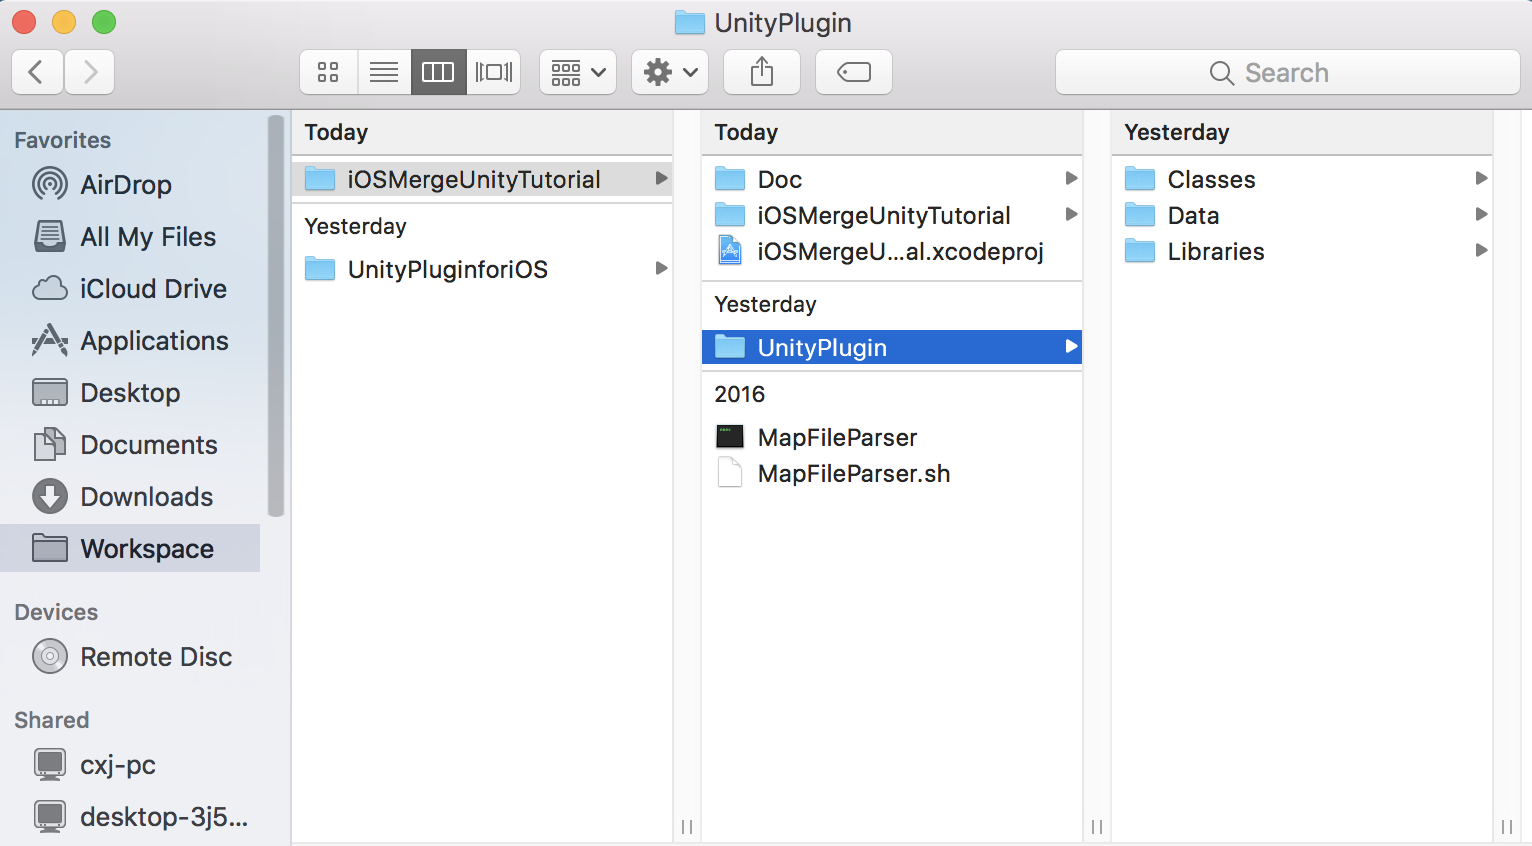 UnityPlugin
Search
Favorites
AirDrop
All My Files
iCloud Drive
Applications
Desktop
Documents
Downloads
Workspace
Devices
Remote Disc
Shared
cxj-pc
desktop-3j5...
Today
iOSMergeUnityTutorial
Yesterday
UnityPluginforiOS
Today
Doc
iOSMergeUnityTutorial
iOSMergeU...al.xcodeproj
Yesterday
UnityPlugin
2016
MapFileParser
MapFileParser.sh
Yesterday
Classes
Data
Libraries